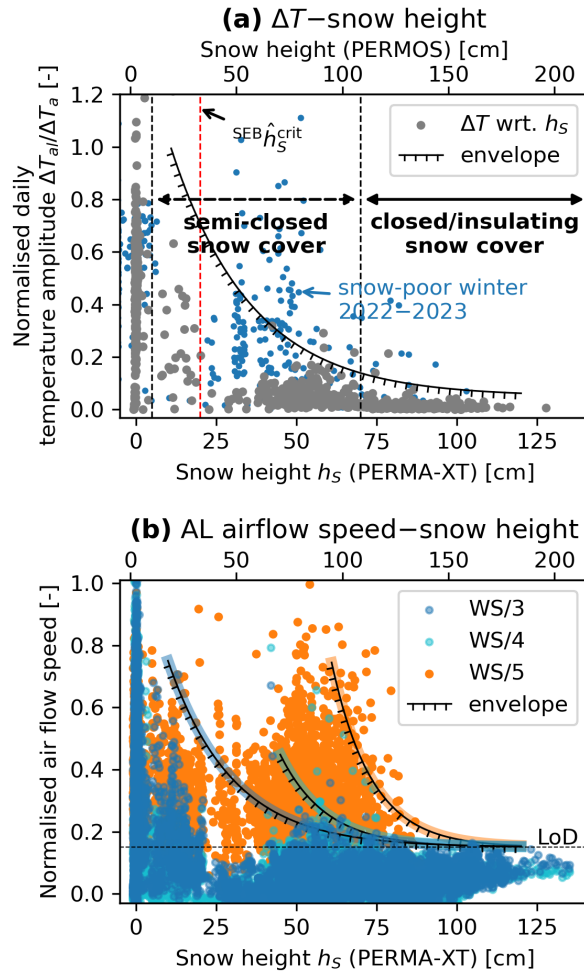 (a) ΔT−snow height
Snow height (PERMOS) [cm]
0 50 100 150 200
Normalised daily
temperature amplitude ΔT_al/ΔT_a [-]
1.2
1.0
0.8
0.6
0.4
0.2
0.0
SEB ĥ_S^crit
ΔT wrt. h_S
envelope
semi-closed
snow cover
closed/insulating
snow cover
snow-poor winter
2022−2023
0 25 50 75 100 125
Snow height h_S (PERMA-XT) [cm]
(b) AL airflow speed−snow height
0 50 100 150 200
Normalised air flow speed [-]
1.0
0.8
0.6
0.4
0.2
0.0
WS/3
WS/4
WS/5
envelope
LoD
0 25 50 75 100 125
Snow height h_S (PERMA-XT) [cm]